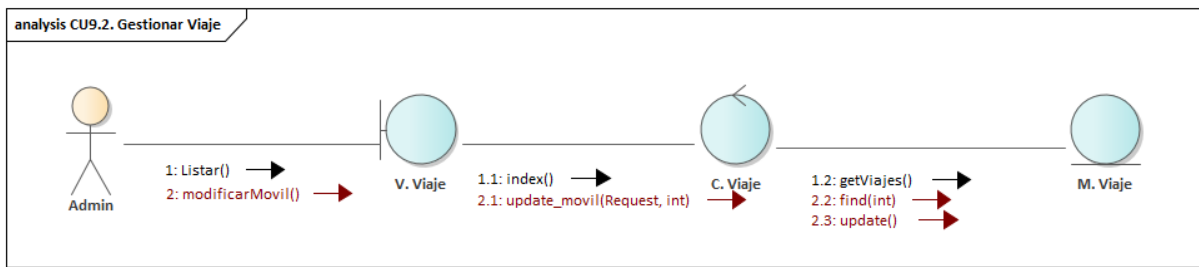 analysis CU9.2. Gestionar Viaje
1: Listar()
2: modificarMovil()
1.1: index()
2.1: update_movil(Request, int)
1.2: getViajes()
2.2: find(int)
2.3: update()
Admin
V. Viaje
C. Viaje
M. Viaje